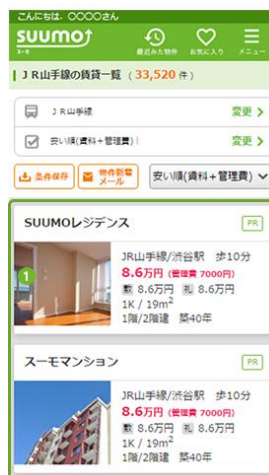 こんにちは、○○○○さん
suumo
スーモ
最近みた物件
お気に入り
メニュー
ＪＲ山手線の賃貸一覧 (33,520 件)
ＪＲ山手線
変更 >
安い順(資料+管理費)
変更 >
条件保存
物件新着メール
安い順(資料+管理費)
SUUMOレジデンス
PR
1
JR山手線/渋谷駅 歩10分
8.6万円 (管理費 7000円)
敷 8.6万円 礼 8.6万円
1K / 19m²
1階/2階建 築40年
スーモマンション
PR
JR山手線/渋谷駅 歩10分
8.6万円 (管理費 7000円)
敷 8.6万円 礼 8.6万円
1K / 19m²
1階/2階建 築40年